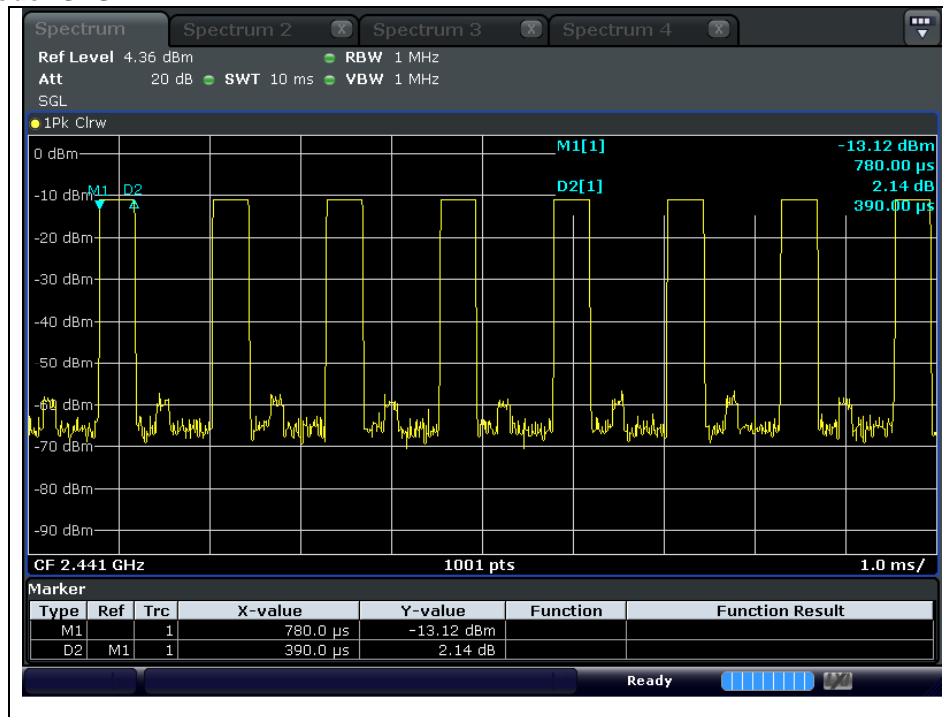 Spectrum Spectrum 2 X Spectrum 3 X Spectrum 4 X
Ref Level 4.36 dBm RBW 1 MHz
Att 20 dB SWT 10 ms VBW 1 MHz
SGL
1Pk Clrw
M1[1] -13.12 dBm
780.00 µs
D2[1] 2.14 dB
390.00 µs
0 dBm
M1 D2
-10 dBm
-20 dBm
-30 dBm
-40 dBm
-50 dBm
-60 dBm
-70 dBm
-80 dBm
-90 dBm
CF 2.441 GHz 1001 pts 1.0 ms/
Marker
Type Ref Trc X-value Y-value Function Function Result
M1 1 780.0 µs -13.12 dBm
D2 M1 1 390.0 µs 2.14 dB
Ready